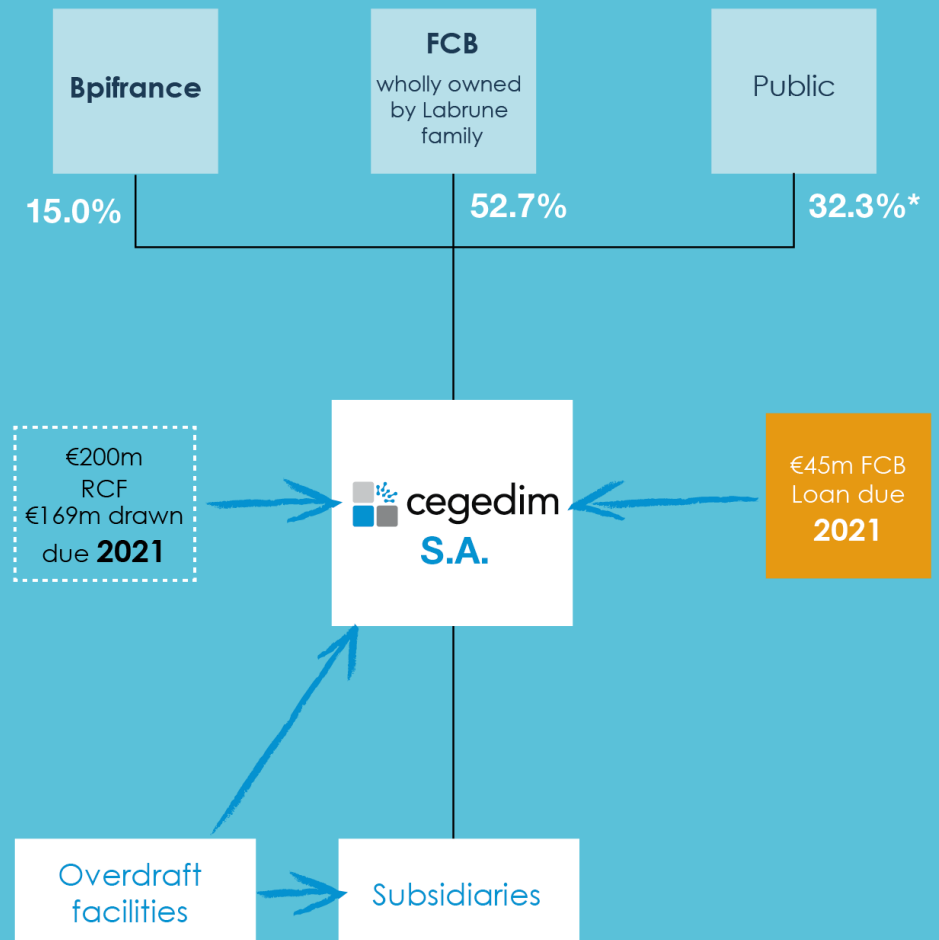 Bpifrance
FCB
wholly owned
by Labrune
family
Public
15.0%
52.7%
32.3%*
€200m
RCF
€169m drawn
due 2021
cegedim
S.A.
€45m FCB
Loan due
2021
Overdraft
facilities
Subsidiaries